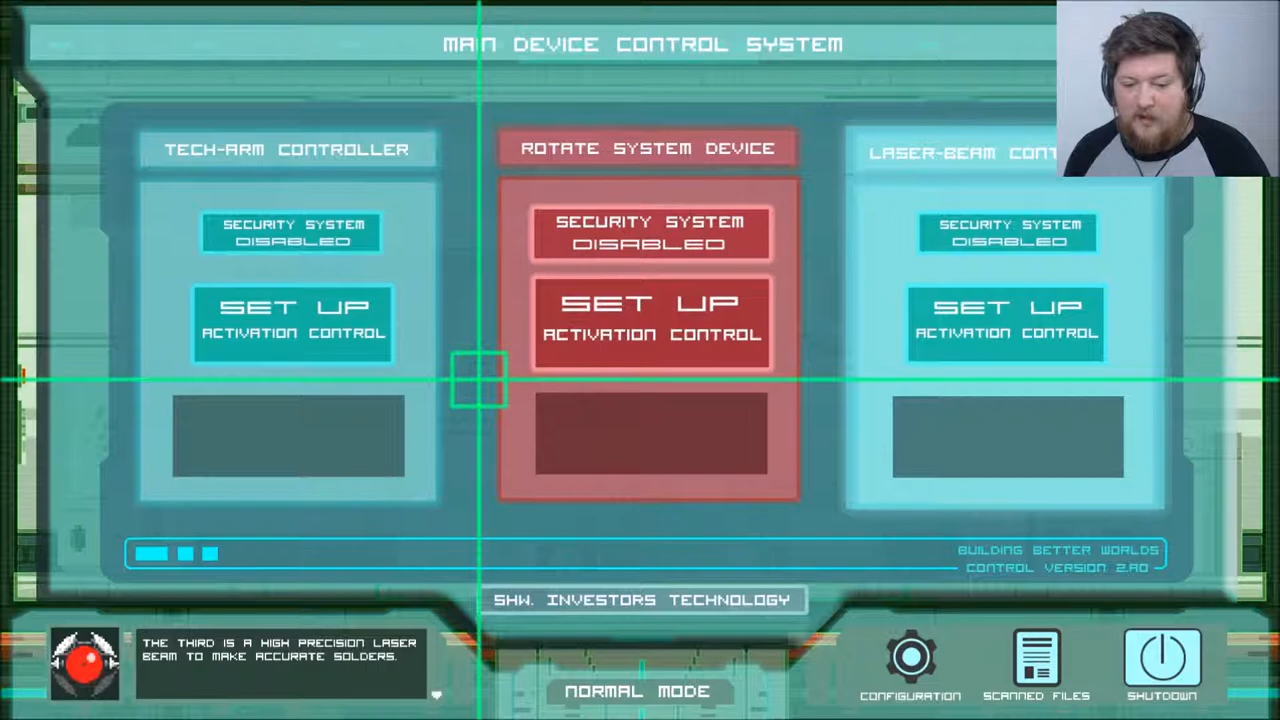 MAIN DEVICE CONTROL SYSTEM
TECH-ARM CONTROLLER
SECURITY SYSTEM
DISABLED
SET UP
ACTIVATION CONTROL
ROTATE SYSTEM DEVICE
SECURITY SYSTEM
DISABLED
SET UP
ACTIVATION CONTROL
LASER-BEAM
SECURITY SYSTEM
DISABLED
SET UP
ACTIVATION CONTROL
BUILDING BETTER WORLDS
CONTROL VERSION 2.A0
SHW. INVESTORS TECHNOLOGY
THE THIRD IS A HIGH PRECISION LASER
BEAM TO MAKE ACCURATE SOLDERS.
NORMAL MODE
CONFIGURATION
SCANNED FILES
SHUTDOWN